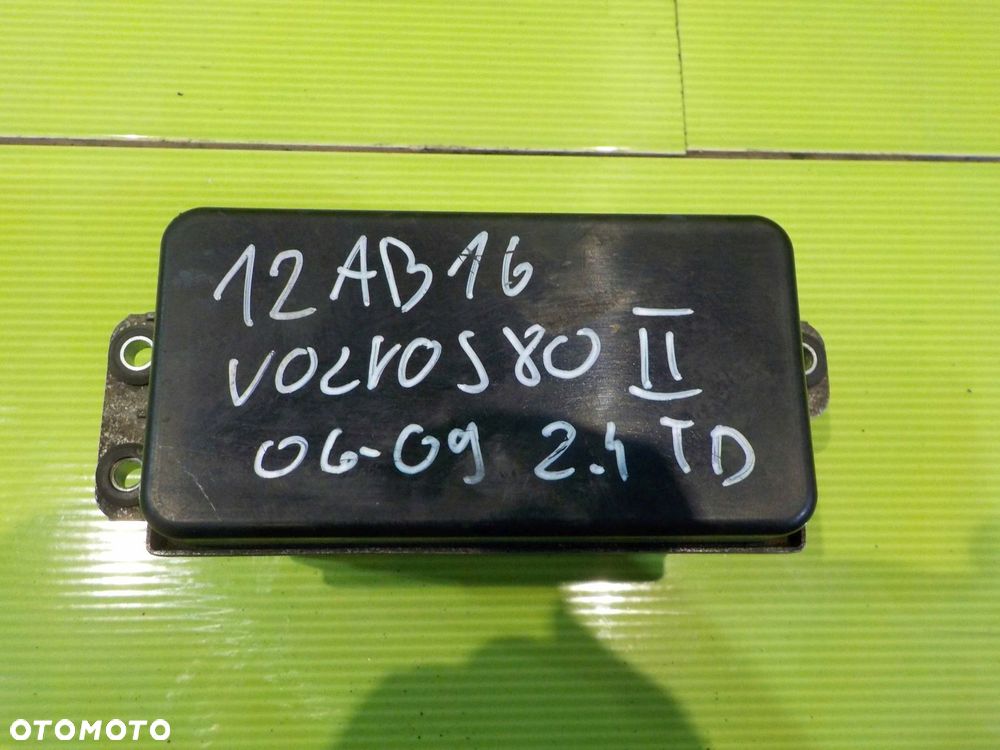 12AB16
VOLVO S80 II
06-09 2.4 TD
OTOMOTO